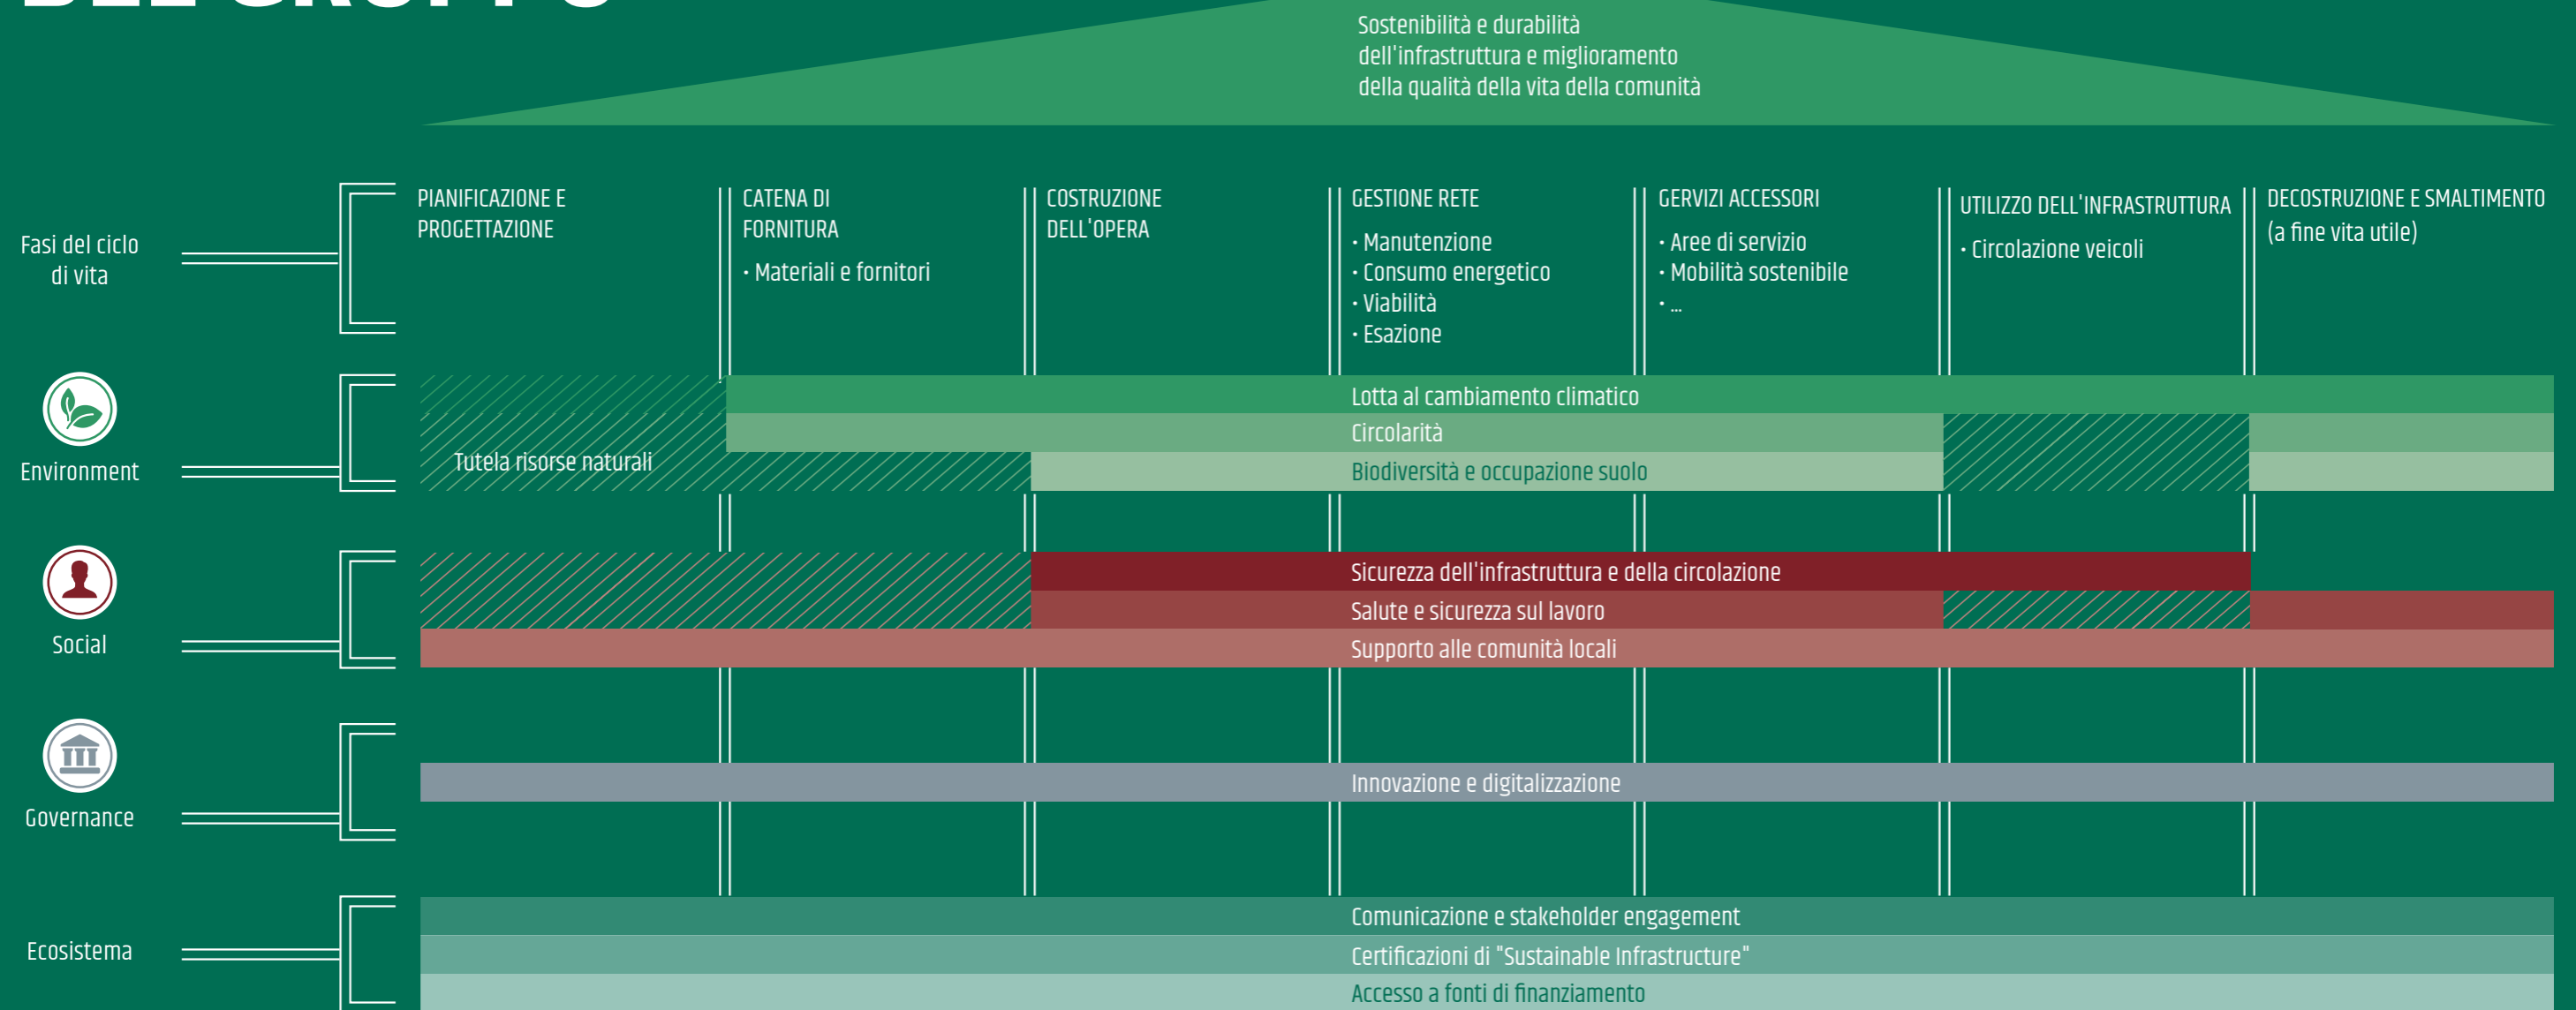 Sostenibilità e durabilità
dell'infrastruttura e miglioramento
della qualità della vita della comunità
Fasi del ciclo
di vita
PIANIFICAZIONE E
PROGETTAZIONE
CATENA DI
FORNITURA
· Materiali e fornitori
COSTRUZIONE
DELL'OPERA
GESTIONE RETE
· Manutenzione
· Consumo energetico
· Viabilità
· Esazione
GERVIZI ACCESSORI
· Aree di servizio
· Mobilità sostenibile
· ...
UTILIZZO DELL'INFRASTRUTTURA
· Circolazione veicoli
DECOSTRUZIONE E SMALTIMENTO
(a fine vita utile)
Environment
Tutela risorse naturali
Lotta al cambiamento climatico
Circolarità
Biodiversità e occupazione suolo
Social
Sicurezza dell'infrastruttura e della circolazione
Salute e sicurezza sul lavoro
Supporto alle comunità locali
Governance
Innovazione e digitalizzazione
Ecosistema
Comunicazione e stakeholder engagement
Certificazioni di "Sustainable Infrastructure"
Accesso a fonti di finanziamento